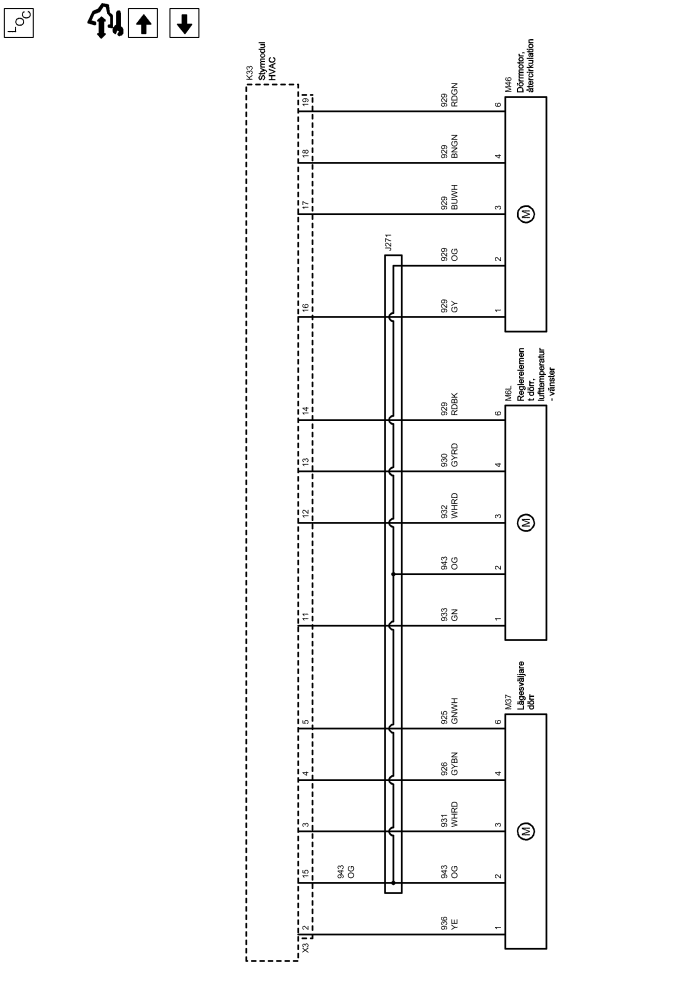 LOC
K33
Styrmodul
HVAC
X3
2
15
3
4
5
11
12
13
14
16
17
18
19
943
OG
J271
936
YE
943
OG
931
WHRD
926
GYBN
925
GNWH
933
GN
943
OG
932
WHRD
930
GYRD
929
RDBK
929
GY
929
OG
929
BUWH
929
BNGN
929
RDGN
1
2
3
4
6
M
M37
Lägesväljare
dörr
1
2
3
4
6
M
M6L
Reglerelemen
t dörr,
lufttemperatur
- vänster
1
2
3
4
6
M
M46
Dörrmotor,
återcirkulation